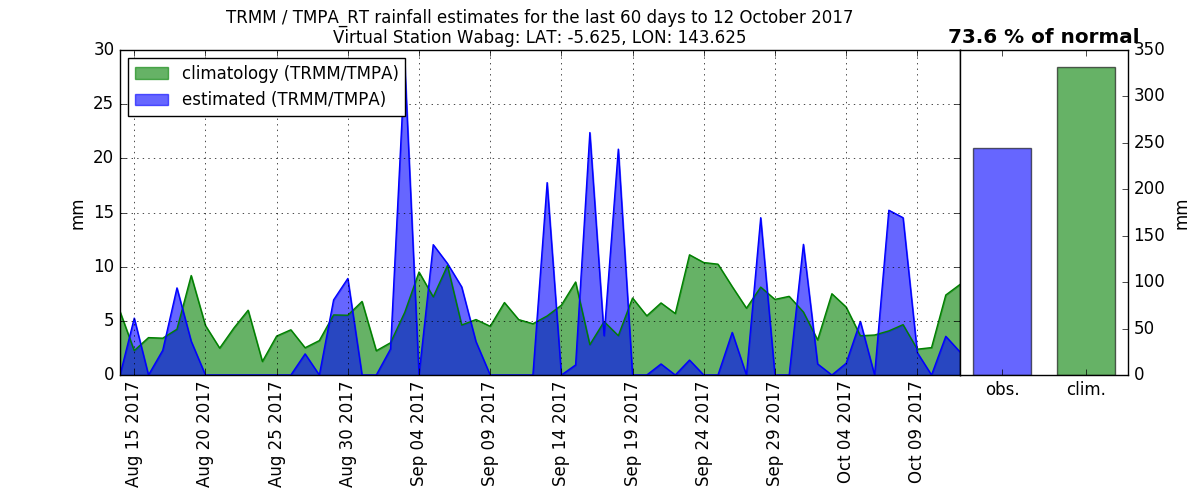 TRMM / TMPA_RT rainfall estimates for the last 60 days to 12 October 2017
Virtual Station Wabag: LAT: -5.625, LON: 143.625
73.6 % of normal
climatology (TRMM/TMPA)
estimated (TRMM/TMPA)
30
25
20
15
10
5
0
mm
350
300
250
200
150
100
50
0
mm
Aug 15 2017
Aug 20 2017
Aug 25 2017
Aug 30 2017
Sep 04 2017
Sep 09 2017
Sep 14 2017
Sep 19 2017
Sep 24 2017
Sep 29 2017
Oct 04 2017
Oct 09 2017
obs.
clim.